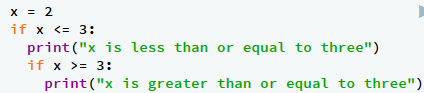 x = 2
if x <= 3:
  print("x is less than or equal to three")
  if x >= 3:
    print("x is greater than or equal to three")